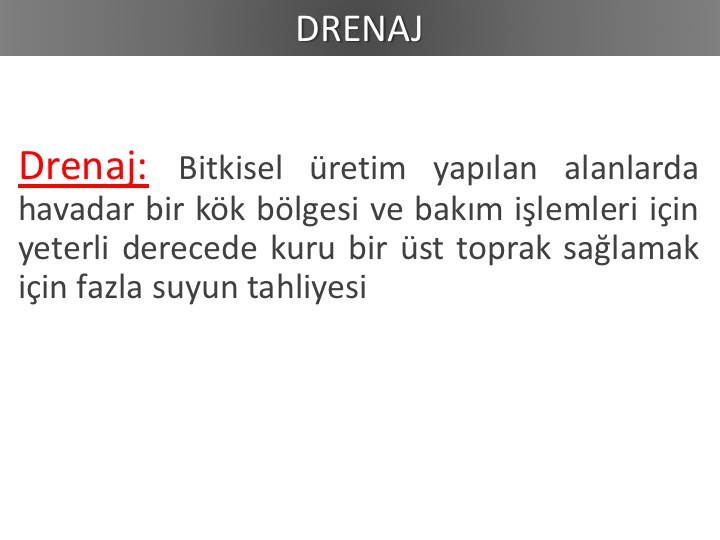 DRENAJ
Drenaj: Bitkisel üretim yapılan alanlarda
havadar bir kök bölgesi ve bakım işlemleri için
yeterli derecede kuru bir üst toprak sağlamak
için fazla suyun tahliyesi